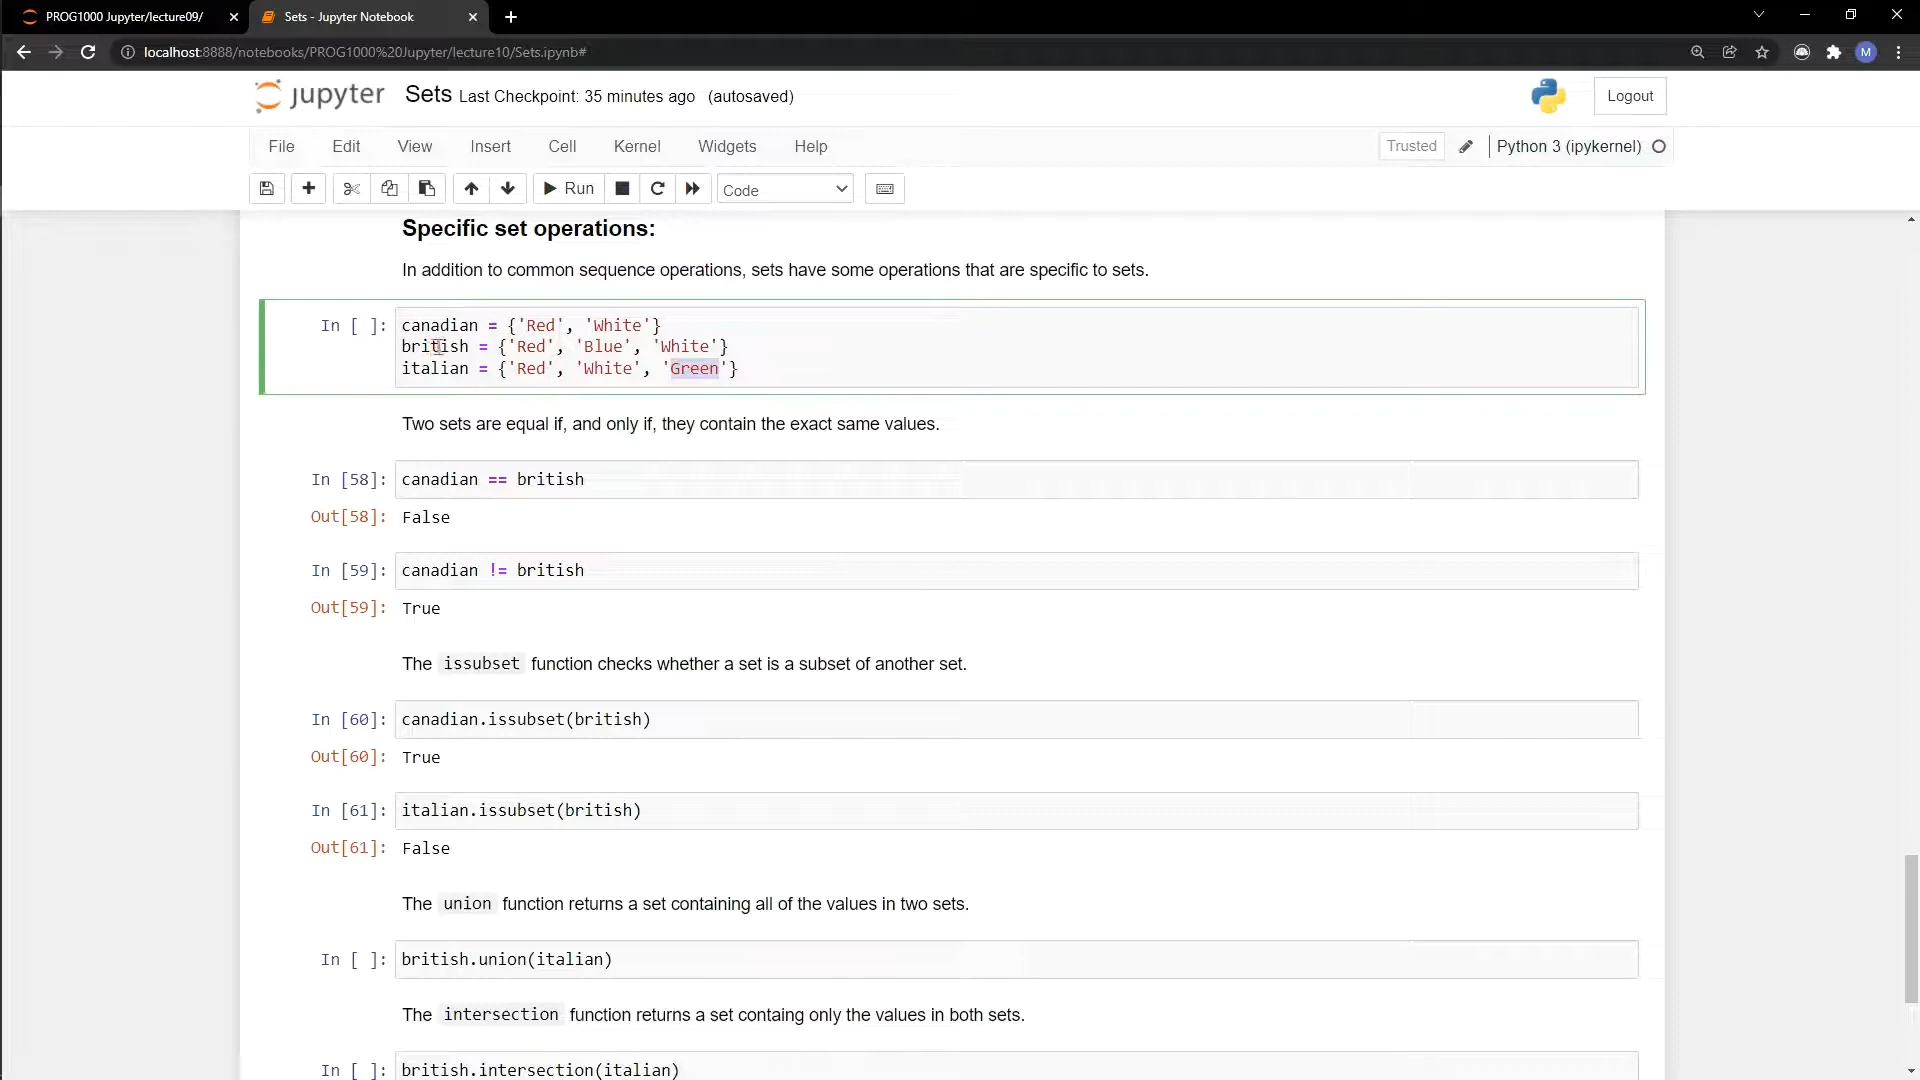 PROG1000 Jupyter/lecture09/
Sets - Jupyter Notebook
localhost:8888/notebooks/PROG1000%20Jupyter/lecture10/Sets.ipynb#
M
jupyter Sets Last Checkpoint: 35 minutes ago (autosaved)
Logout
File Edit View Insert Cell Kernel Widgets Help
Trusted
Python 3 (ipykernel)
Run
Code
Specific set operations:
In addition to common sequence operations, sets have some operations that are specific to sets.
In [ ]: canadian = {'Red', 'White'}
british = {'Red', 'Blue', 'White'}
italian = {'Red', 'White', 'Green'}
Two sets are equal if, and only if, they contain the exact same values.
In [58]: canadian == british
Out[58]: False
In [59]: canadian != british
Out[59]: True
The issubset function checks whether a set is a subset of another set.
In [60]: canadian.issubset(british)
Out[60]: True
In [61]: italian.issubset(british)
Out[61]: False
The union function returns a set containing all of the values in two sets.
In [ ]: british.union(italian)
The intersection function returns a set containg only the values in both sets.
In [ ]: british.intersection(italian)